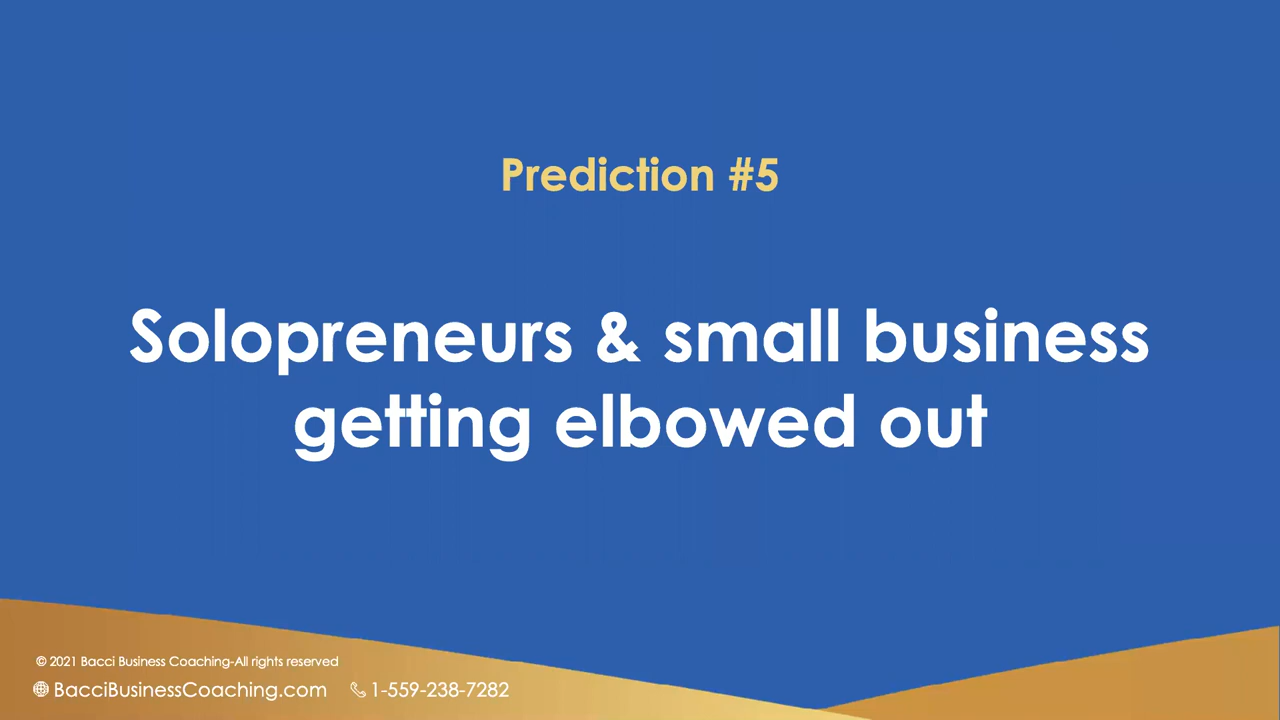 Prediction #5
Solopreneurs & small business
getting elbowed out
© 2021 Bacci Business Coaching-All rights reserved
BacciBusinessCoaching.com 1-559-238-7282